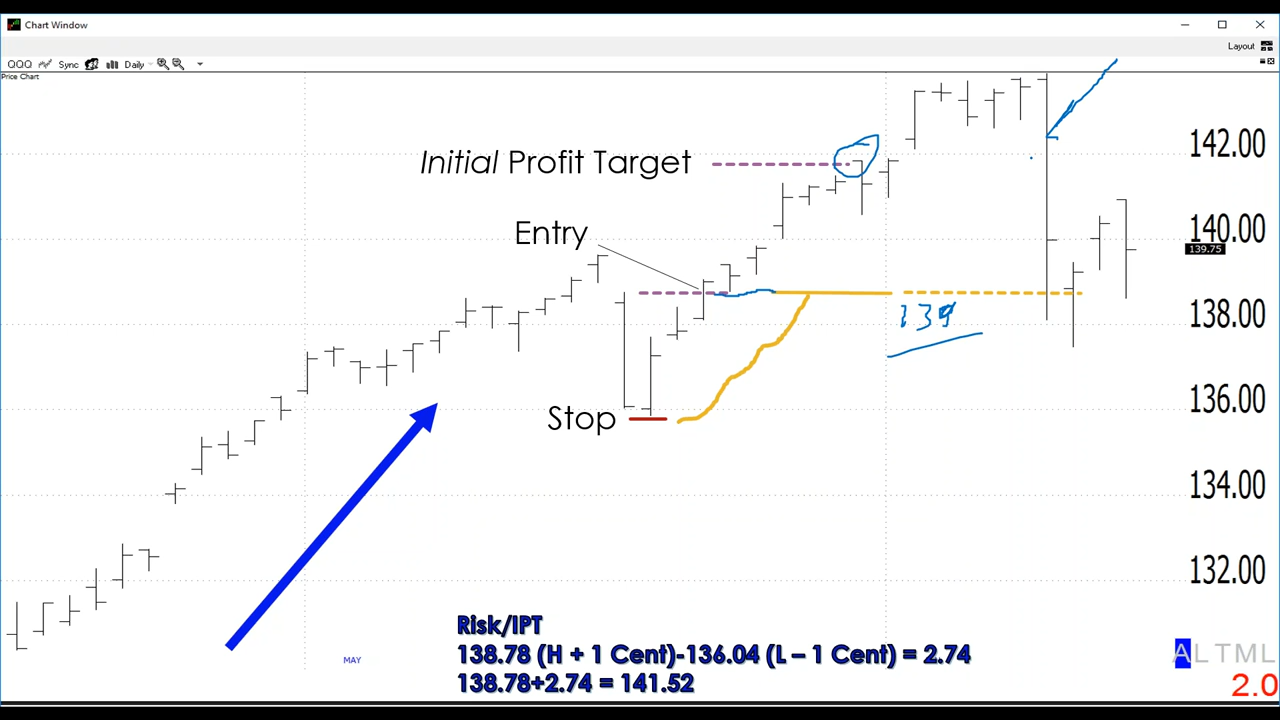 Chart Window
Layout
QQQ Sync Daily
Price Chart
142.00
Initial Profit Target
Entry
140.00
139.75
138.00
139
136.00
Stop
134.00
132.00
Risk/IPT
138.78 (H + 1 Cent)-136.04 (L – 1 Cent) = 2.74
138.78+2.74 = 141.52
MAY
ALTML
2.0